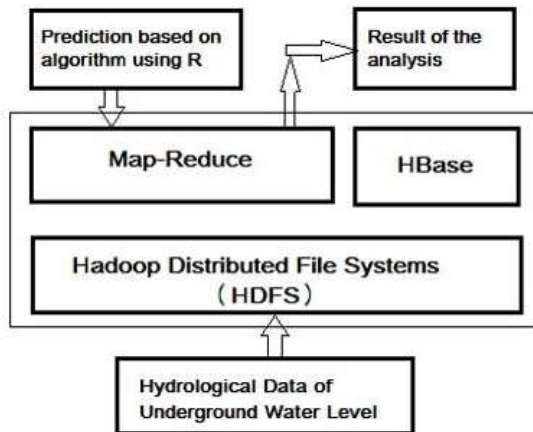 Prediction based on
algorithm using R
Result of the
analysis
Map-Reduce
HBase
Hadoop Distributed File Systems
(HDFS)
Hydrological Data of
Underground Water Level